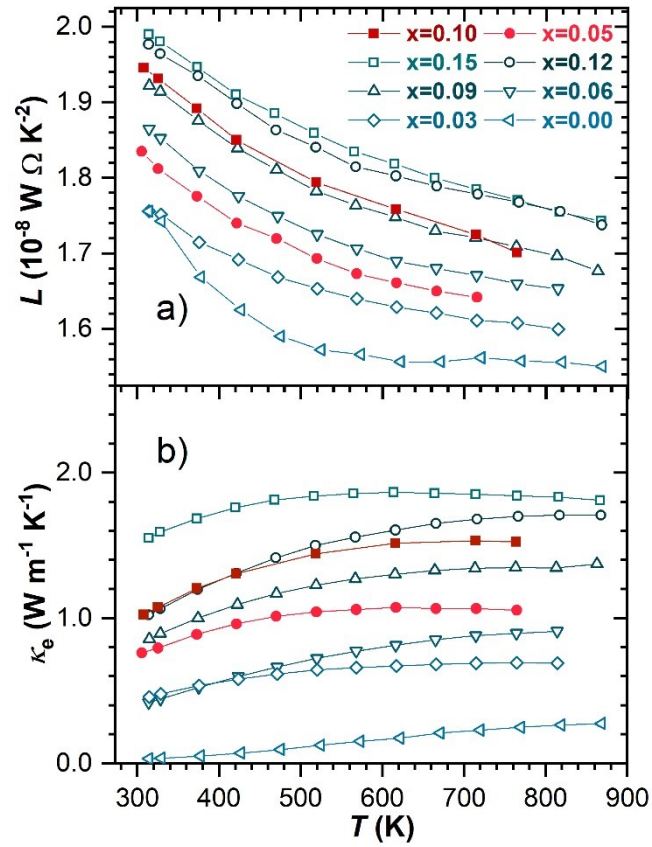 2.0
1.9
1.8
1.7
1.6
L (10⁻⁸ W Ω K⁻²)
x=0.10 x=0.05
x=0.15 x=0.12
x=0.09 x=0.06
x=0.03 x=0.00
a)
b)
2.0
1.0
0.0
κₑ (W m⁻¹ K⁻¹)
300 400 500 600 700 800 900
T (K)